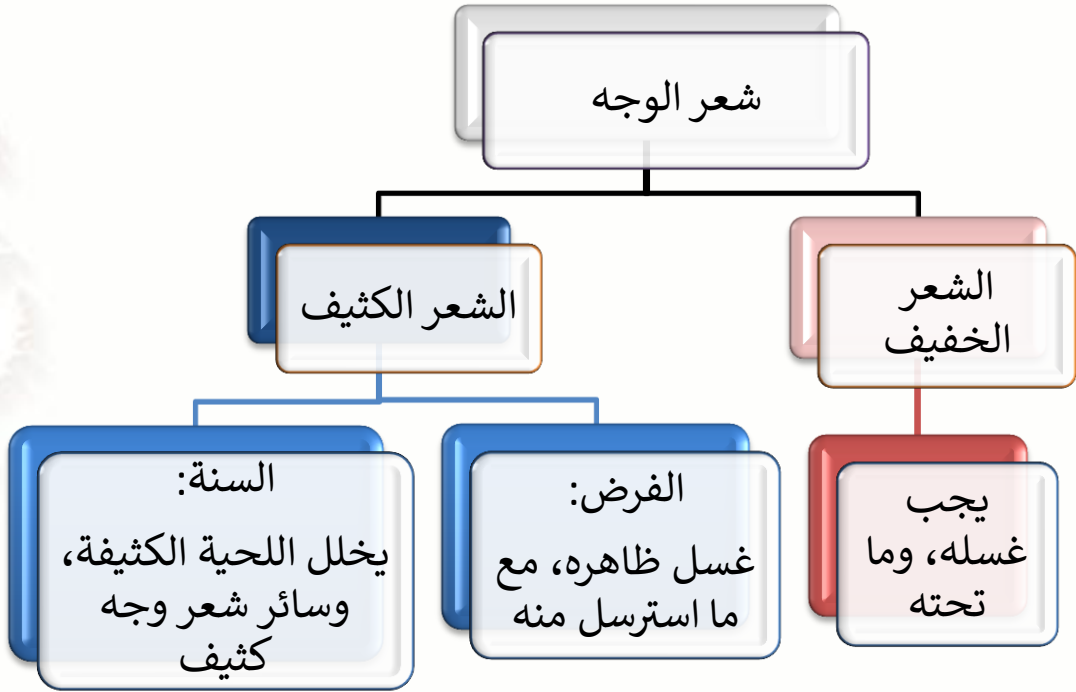 شعر الوجه
الشعر
الخفيف
الشعر الكثيف
يجب
غسله، وما
تحته
الفرض:
غسل ظاهره، مع
ما استرسل منه
السنة:
يخلل اللحية الكثيفة،
وسائر شعر وجه
كثيف